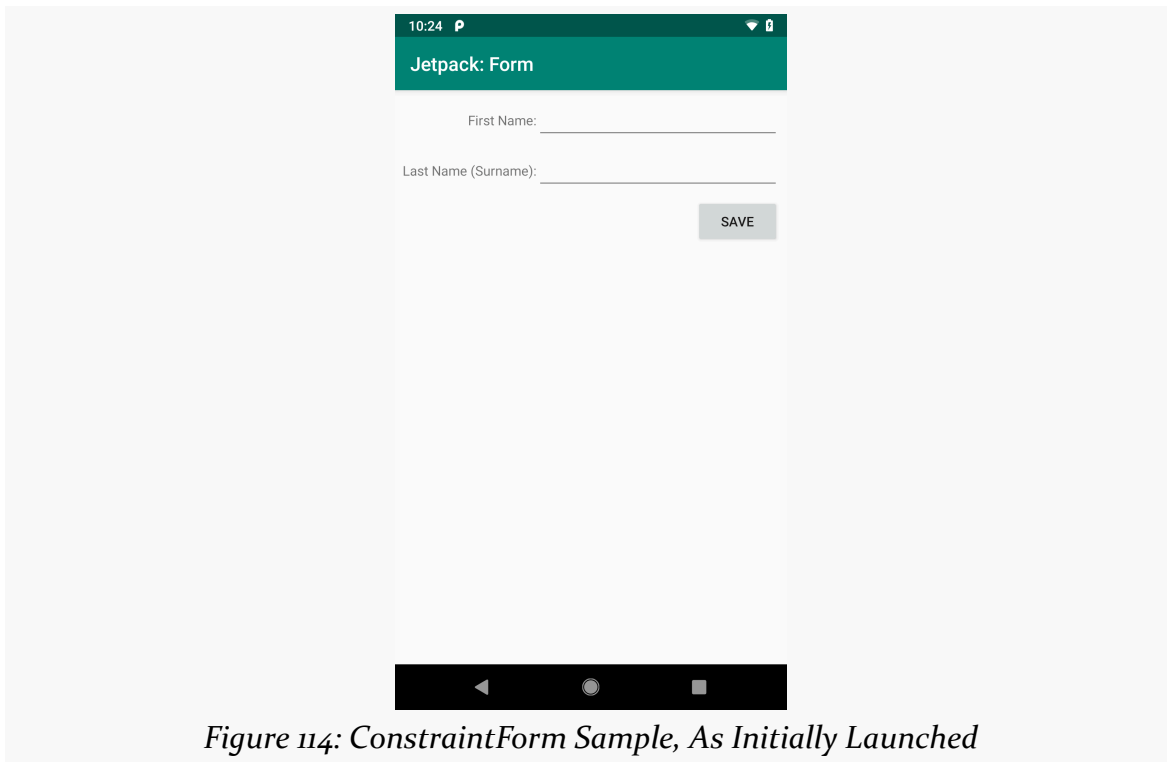 10:24
Jetpack: Form
First Name:
Last Name (Surname):
SAVE
Figure 114: ConstraintForm Sample, As Initially Launched